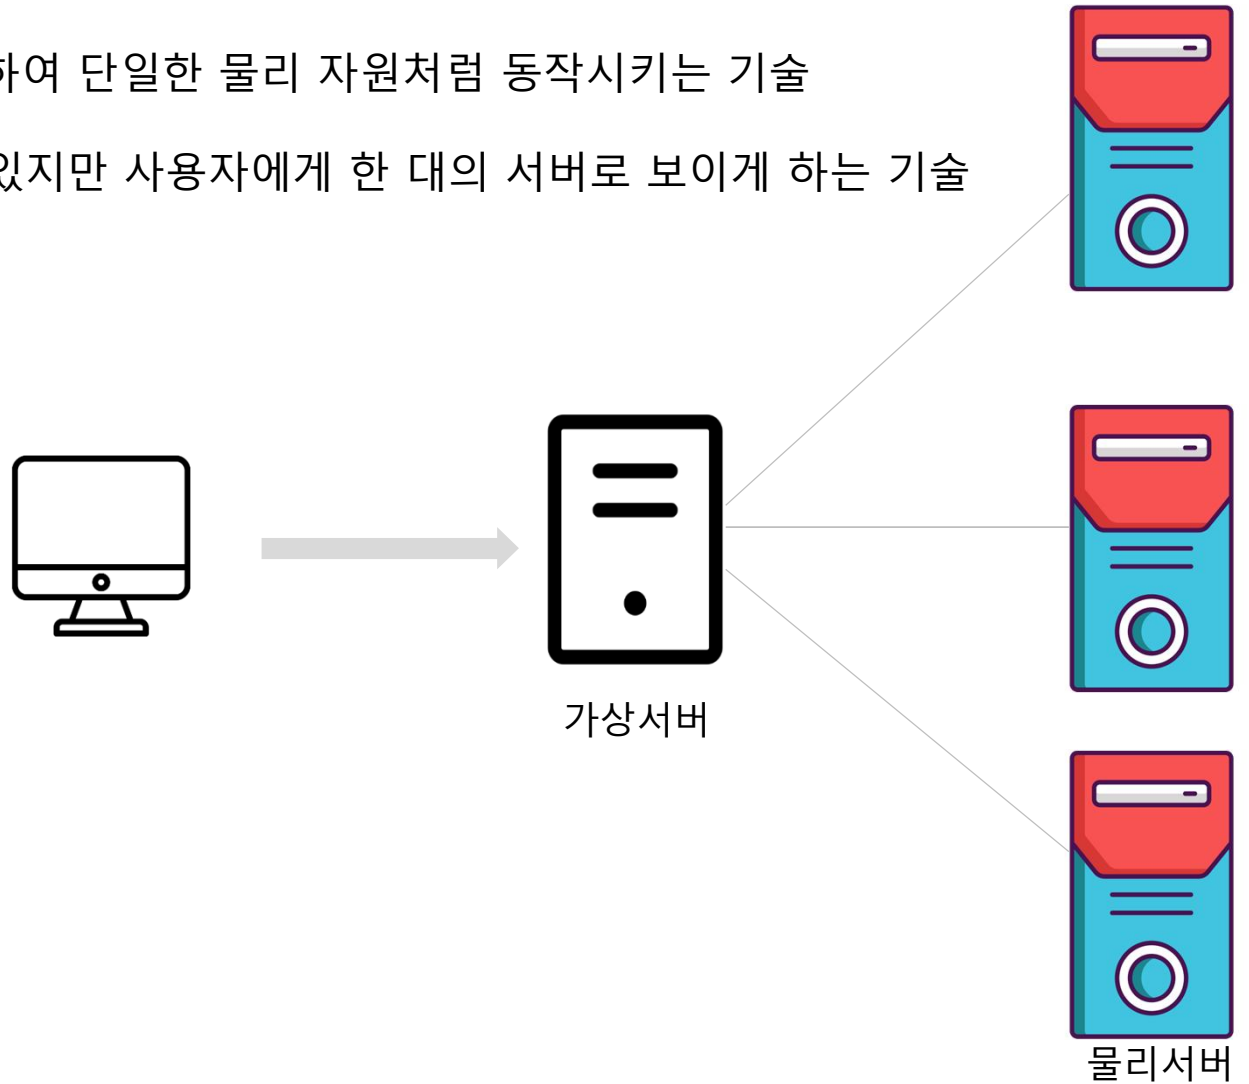 하여 단일한 물리 자원처럼 동작시키는 기술
있지만 사용자에게 한 대의 서버로 보이게 하는 기술
가상서버
물리서버